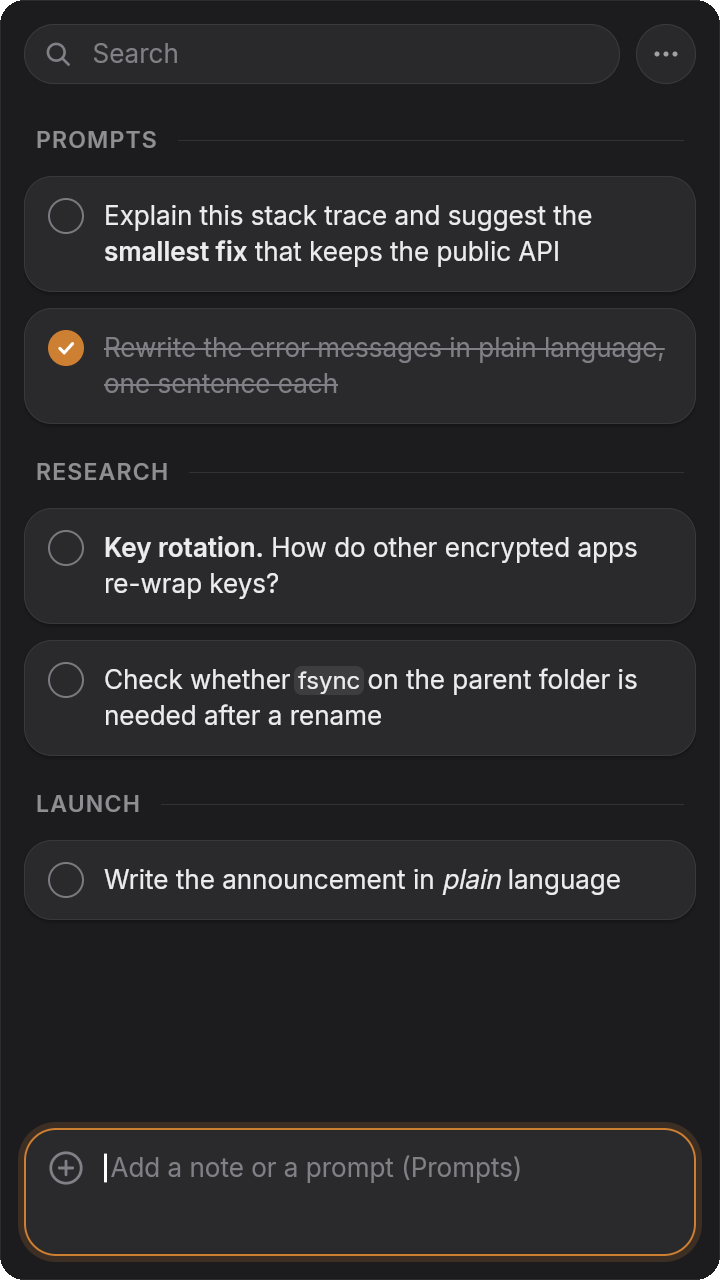 Search
PROMPTS
Explain this stack trace and suggest the
smallest fix that keeps the public API
Rewrite the error messages in plain language,
one sentence each
RESEARCH
Key rotation. How do other encrypted apps
re-wrap keys?
Check whether fsync on the parent folder is
needed after a rename
LAUNCH
Write the announcement in plain language
Add a note or a prompt (Prompts)